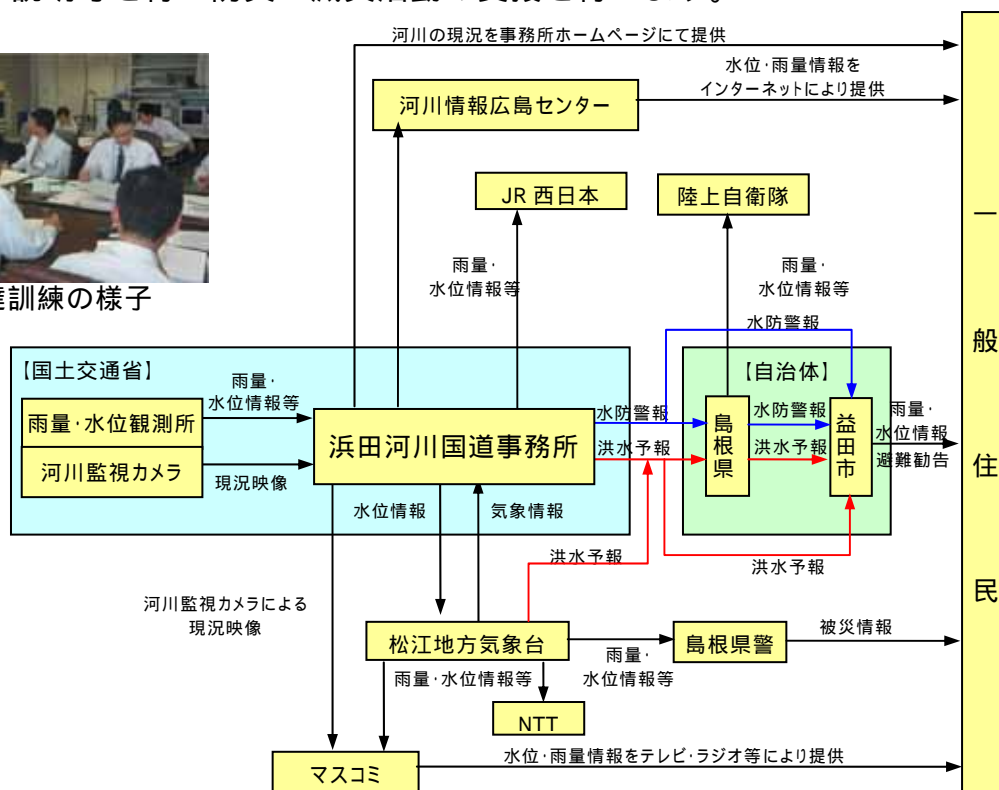 河川の現況を事務所ホームページにて提供
水位・雨量情報を
インターネットにより提供
河川情報広島センター
JR 西日本
陸上自衛隊
雨量・
水位情報等
雨量・
水位情報等
訓練の様子
水防警報
【国土交通省】
【自治体】
雨量・
水位情報等
雨量・水位観測所
河川監視カメラ
現況映像
浜田河川国道事務所
水防警報
洪水予報
島根県
水防警報
洪水予報
益田市
雨量・
水位情報
避難勧告
一般住民
水位情報
気象情報
洪水予報
洪水予報
河川監視カメラによる
現況映像
松江地方気象台
雨量・
水位情報等
島根県警
被災情報
雨量・水位情報等
NTT
水位・雨量情報をテレビ・ラジオ等により提供
マスコミ